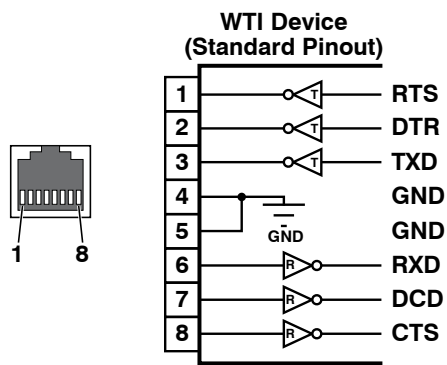 WTI Device
(Standard Pinout)
1 T RTS
2 T DTR
3 T TXD
4 GND
5 GND GND
6 R RXD
7 R DCD
8 R CTS
1 8